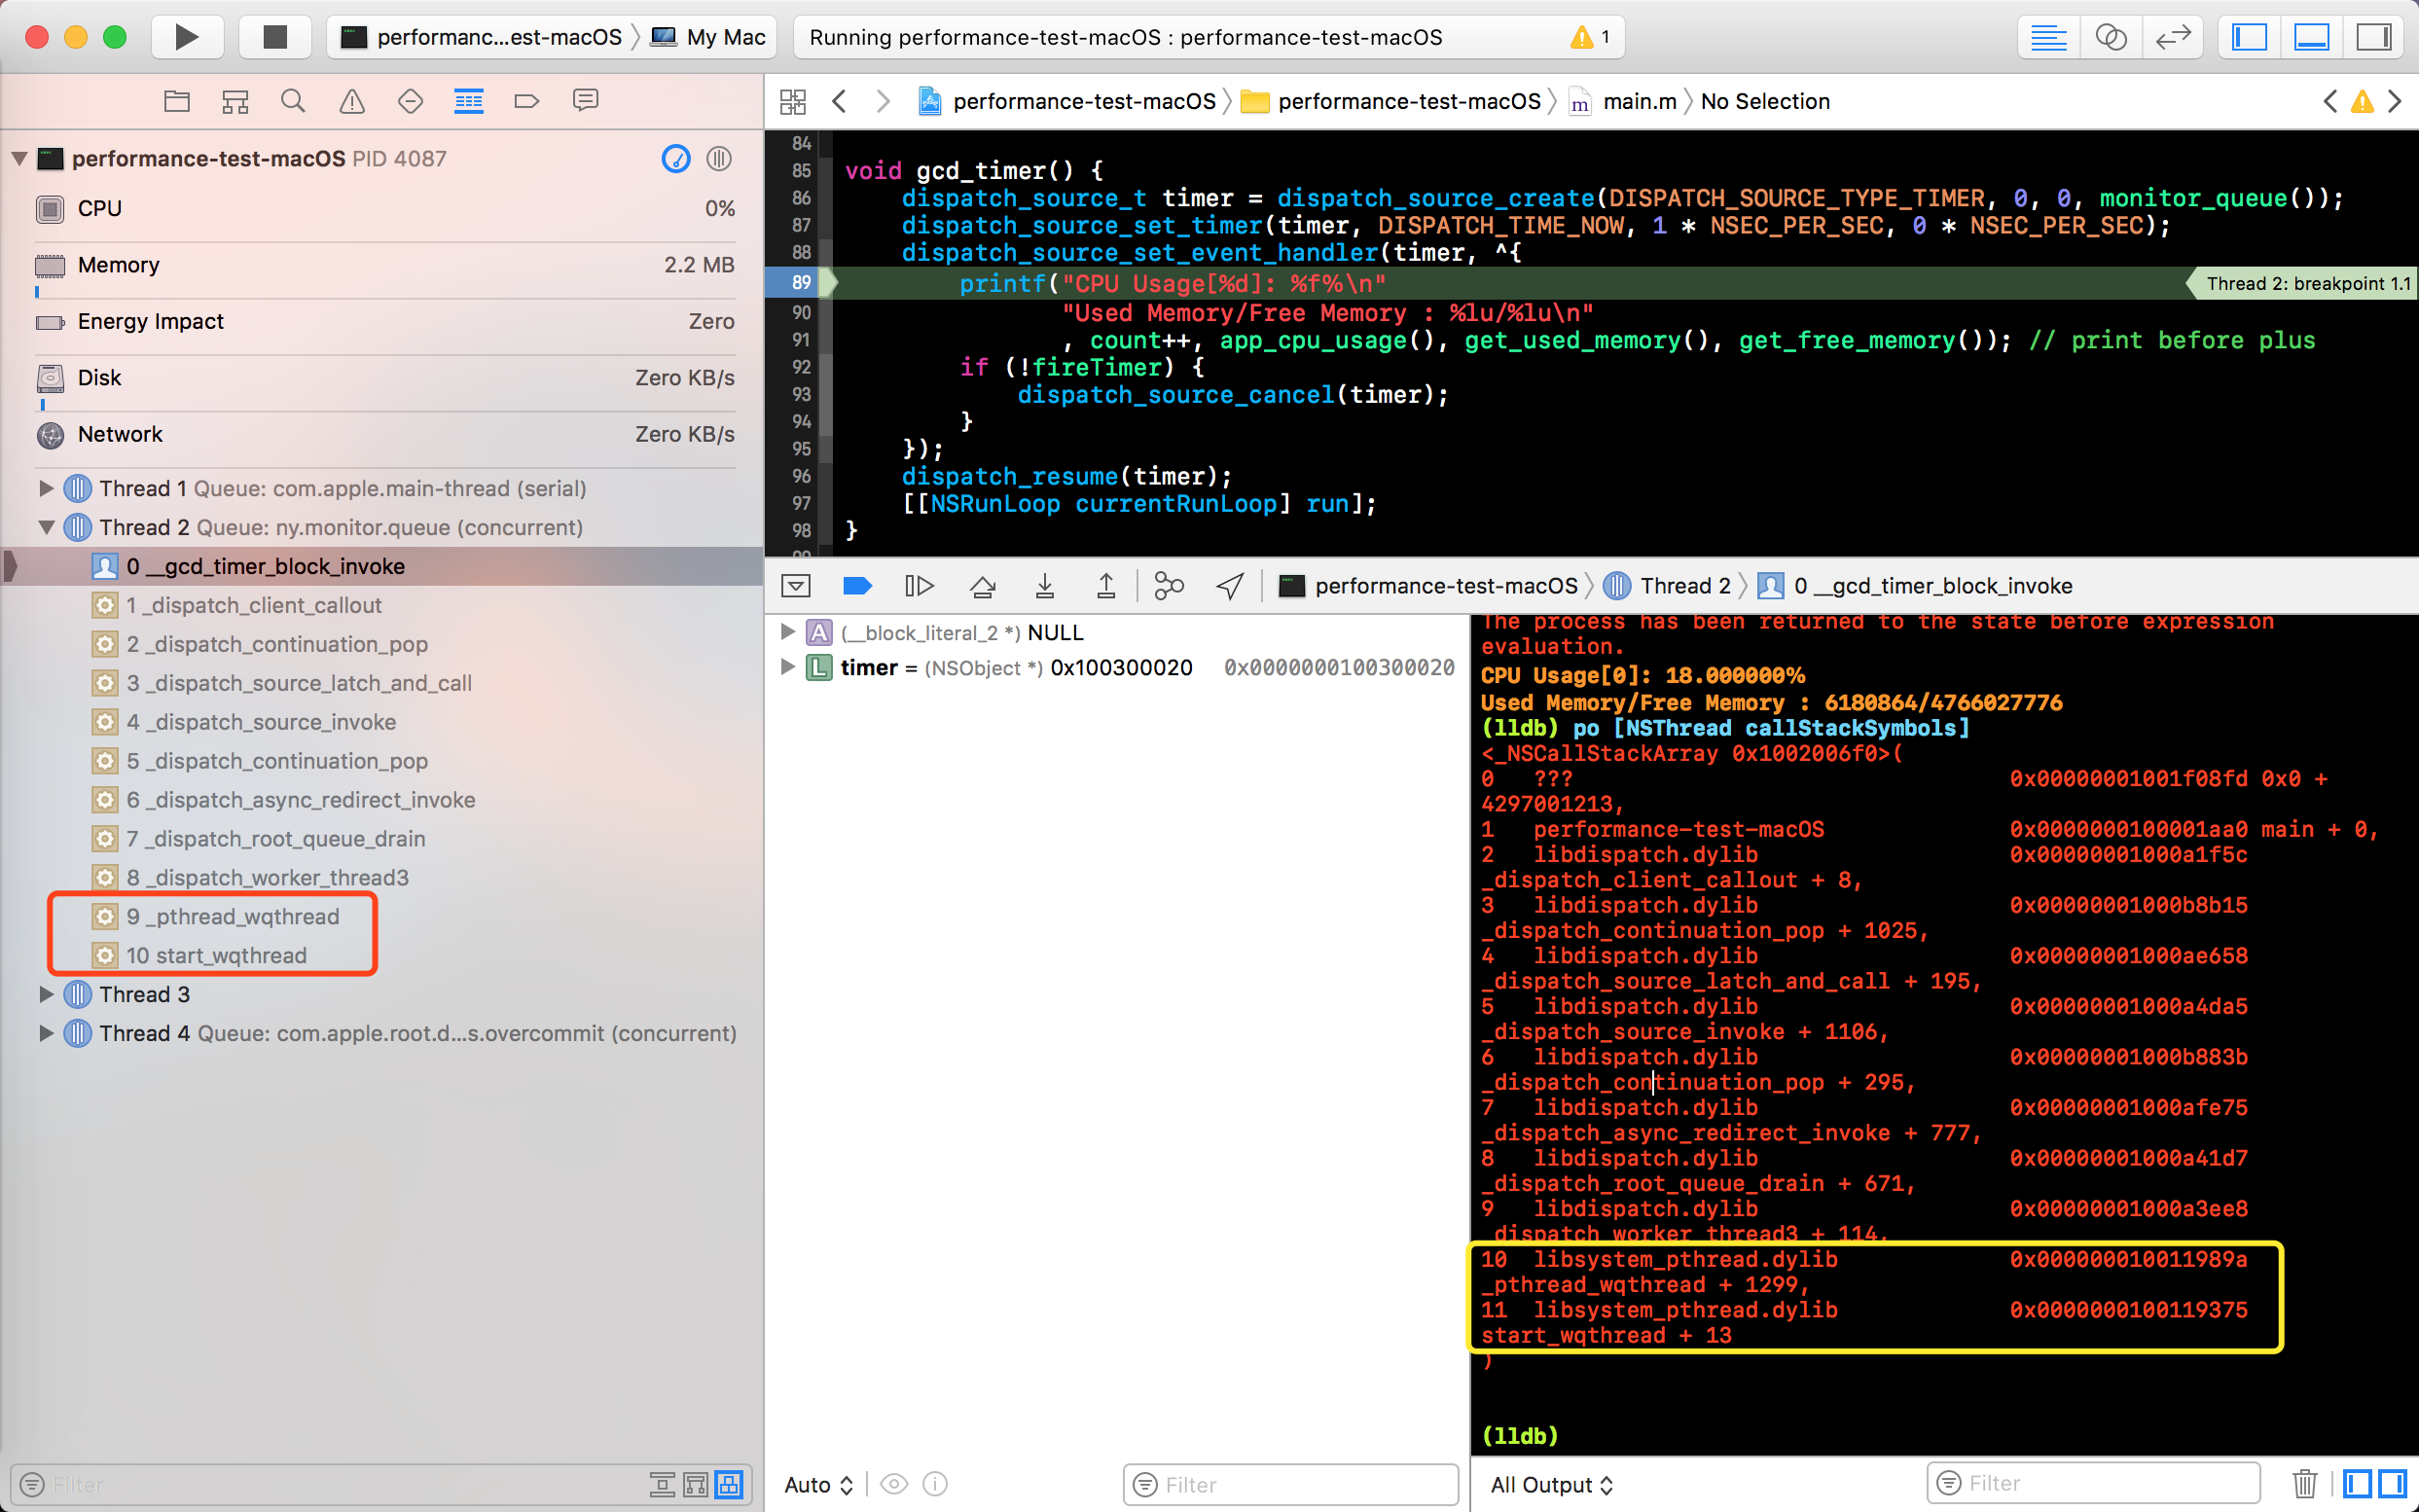 performanc...est-macOS
My Mac
Running performance-test-macOS : performance-test-macOS
1
performance-test-macOS PID 4087
CPU 0%
Memory 2.2 MB
Energy Impact Zero
Disk Zero KB/s
Network Zero KB/s
Thread 1 Queue: com.apple.main-thread (serial)
Thread 2 Queue: ny.monitor.queue (concurrent)
0 __gcd_timer_block_invoke
1 _dispatch_client_callout
2 _dispatch_continuation_pop
3 _dispatch_source_latch_and_call
4 _dispatch_source_invoke
5 _dispatch_continuation_pop
6 _dispatch_async_redirect_invoke
7 _dispatch_root_queue_drain
8 _dispatch_worker_thread3
9 _pthread_wqthread
10 start_wqthread
Thread 3
Thread 4 Queue: com.apple.root.d...s.overcommit (concurrent)
Filter
performance-test-macOS performance-test-macOS m main.m No Selection
84
85 void gcd_timer() {
86 dispatch_source_t timer = dispatch_source_create(DISPATCH_SOURCE_TYPE_TIMER, 0, 0, monitor_queue());
87 dispatch_source_set_timer(timer, DISPATCH_TIME_NOW, 1 * NSEC_PER_SEC, 0 * NSEC_PER_SEC);
88 dispatch_source_set_event_handler(timer, ^{
89 printf("CPU Usage[%d]: %f%\n" Thread 2: breakpoint 1.1
90 "Used Memory/Free Memory : %lu/%lu\n"
91 , count++, app_cpu_usage(), get_used_memory(), get_free_memory()); // print before plus
92 if (!fireTimer) {
93 dispatch_source_cancel(timer);
94 }
95 });
96 dispatch_resume(timer);
97 [[NSRunLoop currentRunLoop] run];
98 }
99
performance-test-macOS Thread 2 0 __gcd_timer_block_invoke
A (__block_literal_2 *) NULL
L timer = (NSObject *) 0x100300020 0x0000000100300020
Auto
Filter
The process has been returned to the state before expression
evaluation.
CPU Usage[0]: 18.000000%
Used Memory/Free Memory : 6180864/4766027776
(lldb) po [NSThread callStackSymbols]
<_NSCallStackArray 0x1002006f0>(
0 ??? 0x00000001001f08fd 0x0 +
4297001213,
1 performance-test-macOS 0x0000000100001aa0 main + 0,
2 libdispatch.dylib 0x00000001000a1f5c
_dispatch_client_callout + 8,
3 libdispatch.dylib 0x00000001000b8b15
_dispatch_continuation_pop + 1025,
4 libdispatch.dylib 0x00000001000ae658
_dispatch_source_latch_and_call + 195,
5 libdispatch.dylib 0x00000001000a4da5
_dispatch_source_invoke + 1106,
6 libdispatch.dylib 0x00000001000b883b
_dispatch_continuation_pop + 295,
7 libdispatch.dylib 0x00000001000afe75
_dispatch_async_redirect_invoke + 777,
8 libdispatch.dylib 0x00000001000a41d7
_dispatch_root_queue_drain + 671,
9 libdispatch.dylib 0x00000001000a3ee8
_dispatch_worker_thread3 + 114,
10 libsystem_pthread.dylib 0x000000010011989a
_pthread_wqthread + 1299,
11 libsystem_pthread.dylib 0x0000000100119375
start_wqthread + 13
)
(lldb)
All Output
Filter